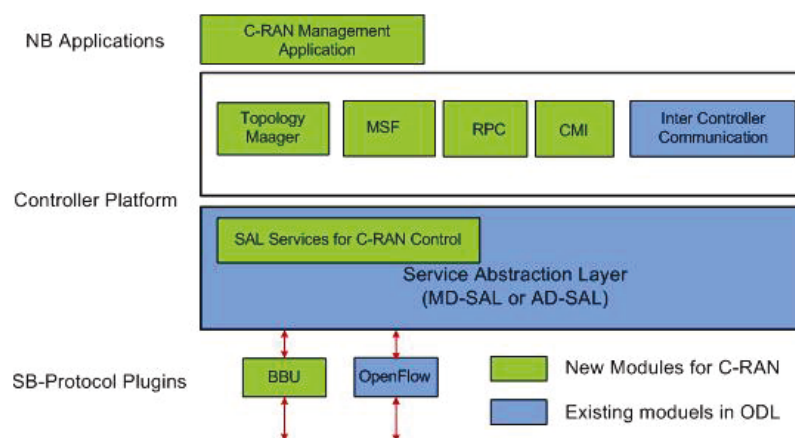 NB Applications
C-RAN Management
Application
Topology
Maager
MSF
RPC
CMI
Inter Controller
Communication
Controller Platform
SAL Services for C-RAN Control
Service Abstraction Layer
(MD-SAL or AD-SAL)
SB-Protocol Plugins
BBU
OpenFlow
New Modules for C-RAN
Existing moduels in ODL